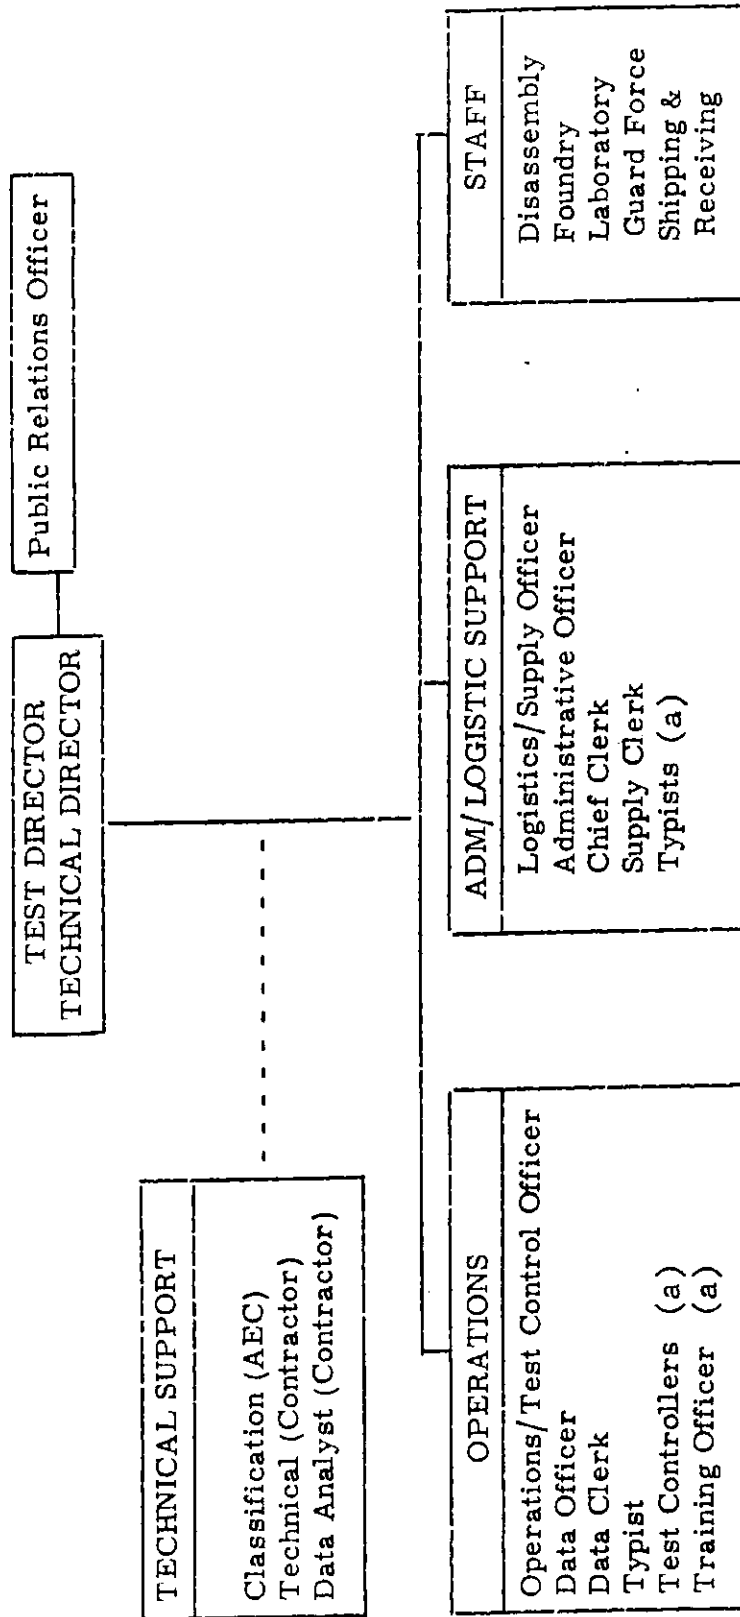 TEST DIRECTOR
TECHNICAL DIRECTOR
Public Relations Officer
TECHNICAL SUPPORT
Classification (AEC)
Technical (Contractor)
Data Analyst (Contractor)
OPERATIONS
Operations/Test Control Officer
Data Officer
Data Clerk
Typist
Test Controllers (a)
Training Officer (a)
ADM/LOGISTIC SUPPORT
Logistics/Supply Officer
Administrative Officer
Chief Clerk
Supply Clerk
Typists (a)
STAFF
Disassembly
Foundry
Laboratory
Guard Force
Shipping &
Receiving